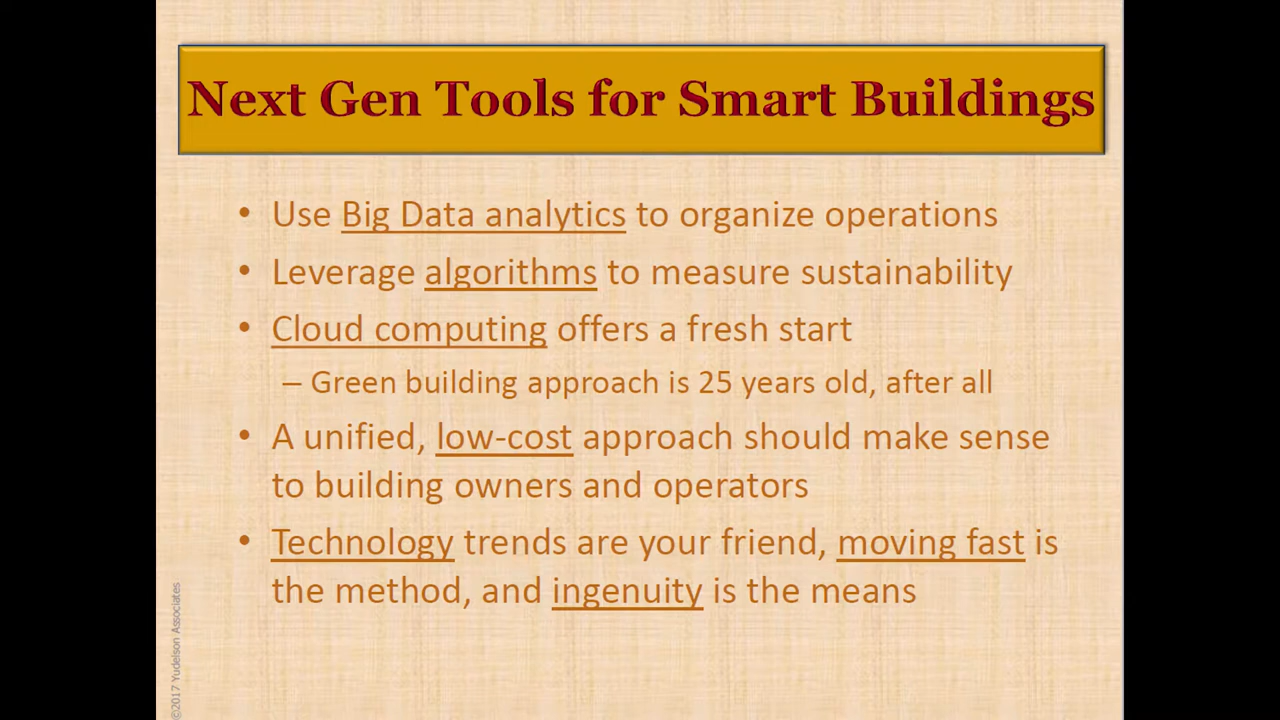 Next Gen Tools for Smart Buildings
• Use Big Data analytics to organize operations
• Leverage algorithms to measure sustainability
• Cloud computing offers a fresh start
– Green building approach is 25 years old, after all
• A unified, low-cost approach should make sense
to building owners and operators
• Technology trends are your friend, moving fast is
the method, and ingenuity is the means
©2017 Yudelson Associates